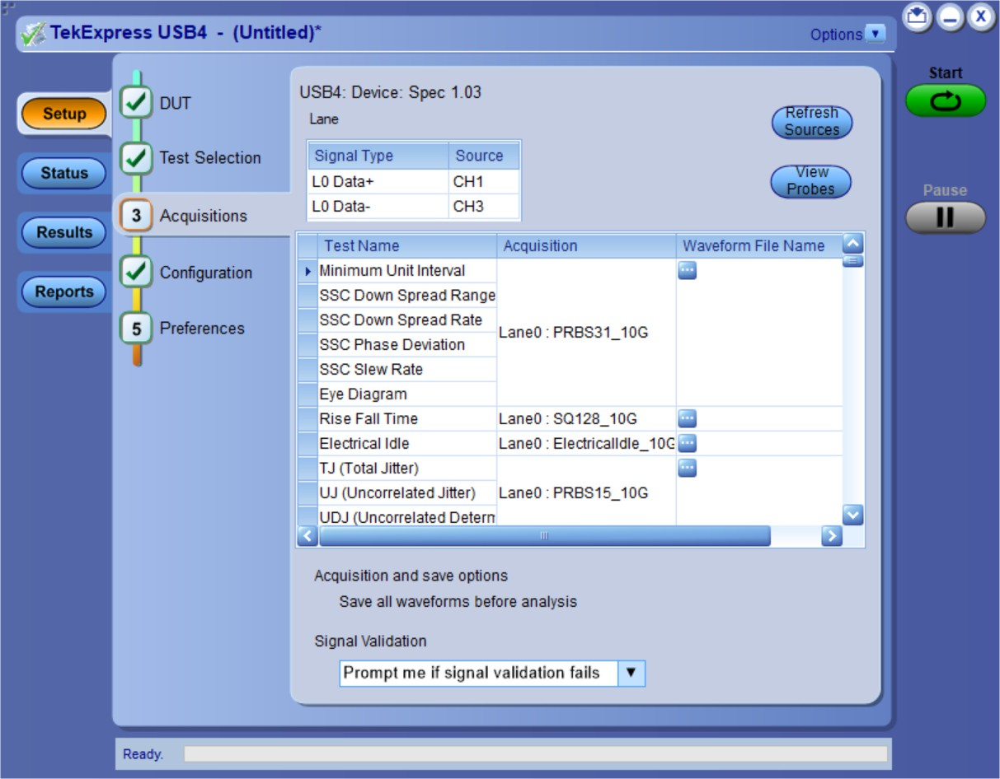 TekExpress USB4 - (Untitled)*
Options
X
Start
Pause
Setup
Status
Results
Reports
DUT
Test Selection
3 Acquisitions
Configuration
5 Preferences
USB4: Device: Spec 1.03
Lane
Refresh
Sources
View
Probes
Signal Type Source
L0 Data+ CH1
L0 Data- CH3
Test Name Acquisition Waveform File Name
Minimum Unit Interval ...
SSC Down Spread Range
SSC Down Spread Rate
Lane0 : PRBS31_10G
SSC Phase Deviation
SSC Slew Rate
Eye Diagram
Rise Fall Time Lane0 : SQ128_10G ...
Electrical Idle Lane0 : ElectricalIdle_10G ...
TJ (Total Jitter) ...
UJ (Uncorrelated Jitter) Lane0 : PRBS15_10G
UDJ (Uncorrelated Determ
Acquisition and save options
Save all waveforms before analysis
Signal Validation
Prompt me if signal validation fails
Ready.